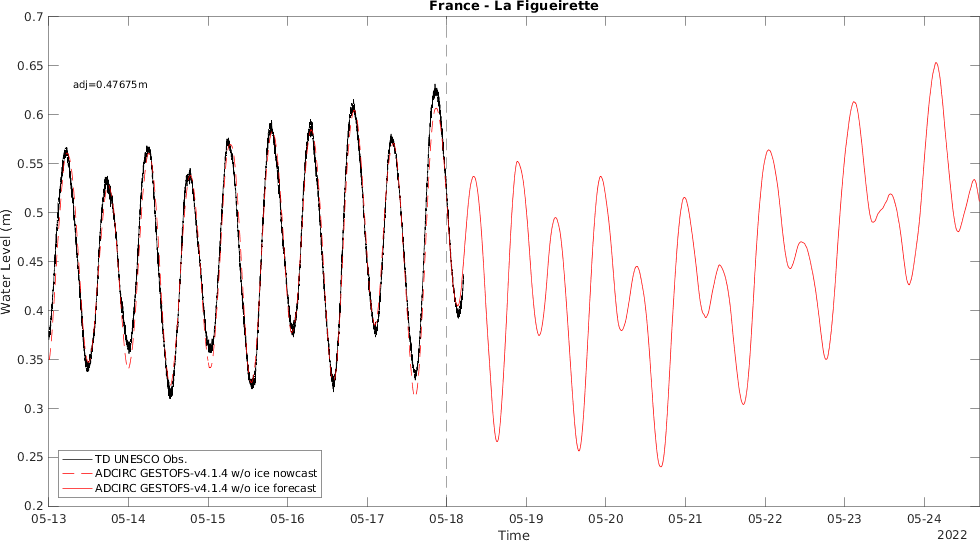 France - La Figueirette
0.7
0.65
0.6
0.55
0.5
0.45
0.4
0.35
0.3
0.25
0.2
Water Level (m)
adj=0.47675m
TD UNESCO Obs.
ADCIRC GESTOFS-v4.1.4 w/o ice nowcast
ADCIRC GESTOFS-v4.1.4 w/o ice forecast
05-13 05-14 05-15 05-16 05-17 05-18 05-19 05-20 05-21 05-22 05-23 05-24
Time
2022